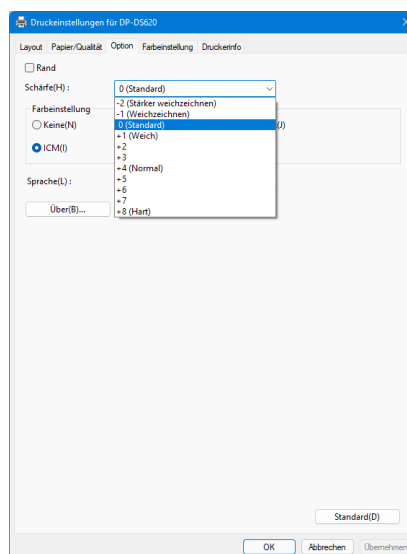 Druckeinstellungen für DP-DS620
Layout Papier/Qualität Option Farbeinstellung Druckerinfo
Rand
Schärfe(H) : 0 (Standard)
-2 (Stärker weichzeichnen)
-1 (Weichzeichnen)
Farbeinstellung
0 (Standard)
Keine(N) (J)
+1 (Weich)
+2
ICM(I)
+3
+4 (Normal)
Sprache(L) :
+5
+6
+7
Über(B)...
+8 (Hart)
Standard(D)
OK Abbrechen Übernehmen